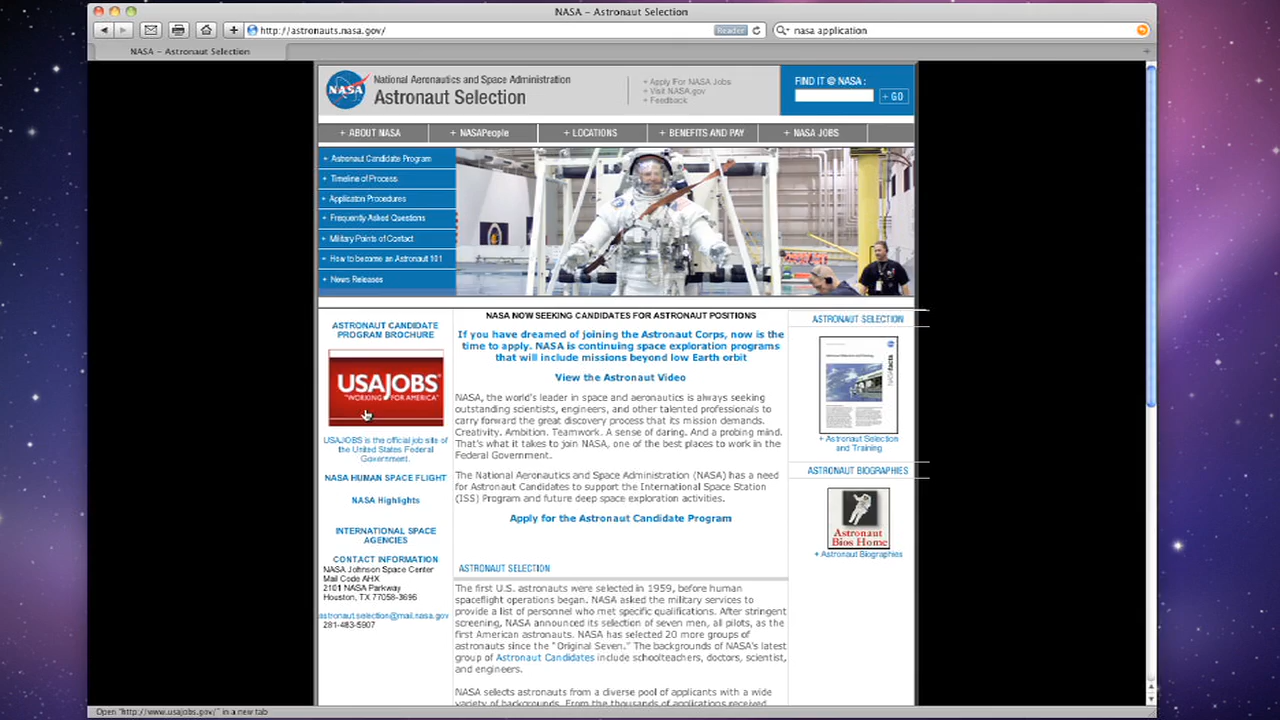 NASA – Astronaut Selection
http://astronauts.nasa.gov/
Reader
nasa application
NASA – Astronaut Selection
NASA
National Aeronautics and Space Administration
Astronaut Selection
+ Apply For NASA Jobs
+ Visit NASA.gov
+ Feedback
FIND IT @ NASA :
+ GO
+ ABOUT NASA
+ NASAPeople
+ LOCATIONS
+ BENEFITS AND PAY
+ NASA JOBS
+ Astronaut Candidate Program
+ Timeline of Process
+ Application Procedures
+ Frequently Asked Questions
+ Military Points of Contact
+ How to become an Astronaut 101
+ News Releases
ASTRONAUT CANDIDATE
PROGRAM BROCHURE
USAJOBS
"WORKING FOR AMERICA"
USAJOBS is the official job site of
the United States Federal
Government.
NASA HUMAN SPACE FLIGHT
NASA Highlights
INTERNATIONAL SPACE
AGENCIES
CONTACT INFORMATION
NASA Johnson Space Center
Mail Code AHX
2101 NASA Parkway
Houston, TX 77058-3696
astronaut.selection@mail.nasa.gov
281-483-5907
NASA NOW SEEKING CANDIDATES FOR ASTRONAUT POSITIONS
If you have dreamed of joining the Astronaut Corps, now is the
time to apply. NASA is continuing space exploration programs
that will include missions beyond low Earth orbit
View the Astronaut Video
NASA, the world's leader in space and aeronautics is always seeking
outstanding scientists, engineers, and other talented professionals to
carry forward the great discovery process that its mission demands.
Creativity. Ambition. Teamwork. A sense of daring. And a probing mind.
That's what it takes to join NASA, one of the best places to work in the
Federal Government.
The National Aeronautics and Space Administration (NASA) has a need
for Astronaut Candidates to support the International Space Station
(ISS) Program and future deep space exploration activities.
Apply for the Astronaut Candidate Program
ASTRONAUT SELECTION
The first U.S. astronauts were selected in 1959, before human
spaceflight operations began. NASA asked the military services to
provide a list of personnel who met specific qualifications. After stringent
screening, NASA announced its selection of seven men, all pilots, as the
first American astronauts. NASA has selected 20 more groups of
astronauts since the "Original Seven." The backgrounds of NASA's latest
group of Astronaut Candidates include schoolteachers, doctors, scientist,
and engineers.
NASA selects astronauts from a diverse pool of applicants with a wide
variety of backgrounds. From the thousands of applications received,
ASTRONAUT SELECTION
NASAfacts
+ Astronaut Selection
and Training
ASTRONAUT BIOGRAPHIES
Astronaut
Bios Home
+ Astronaut Biographies
Open "http://www.usajobs.gov/" in a new tab